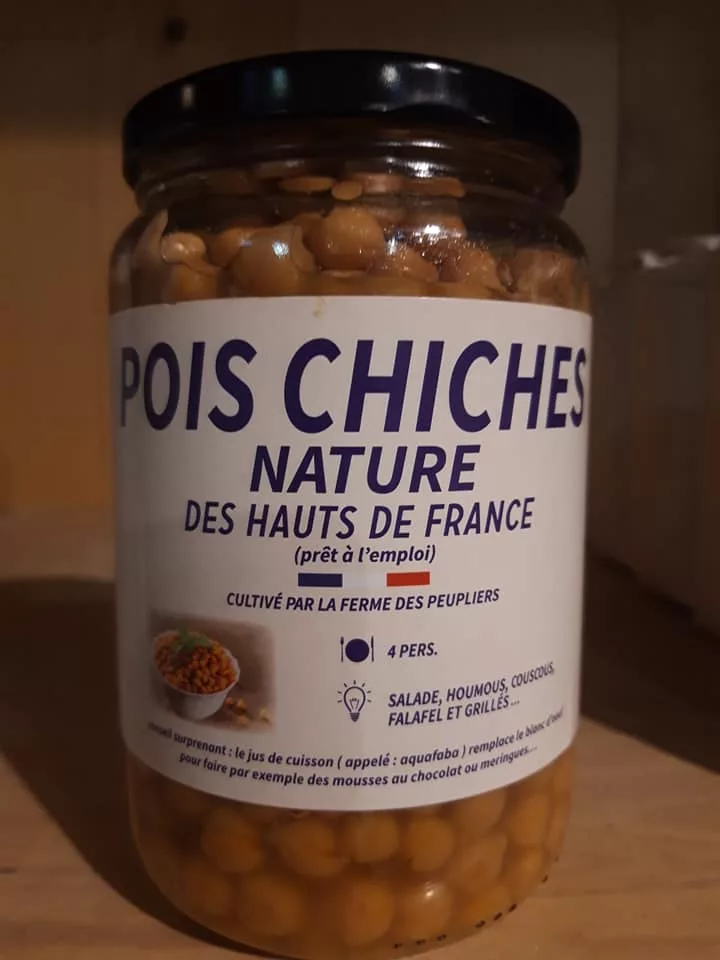 POIS CHICHES
NATURE
DES HAUTS DE FRANCE
(prêt à l'emploi)
CULTIVÉ PAR LA FERME DES PEUPLIERS
4 PERS.
SALADE, HOUMOUS, COUSCOUS,
FALAFEL ET GRILLÉS...
surprenant : le jus de cuisson ( appelé : aquafaba ) remplace le blanc d'oeuf
pour faire par exemple des mousses au chocolat ou meringues....